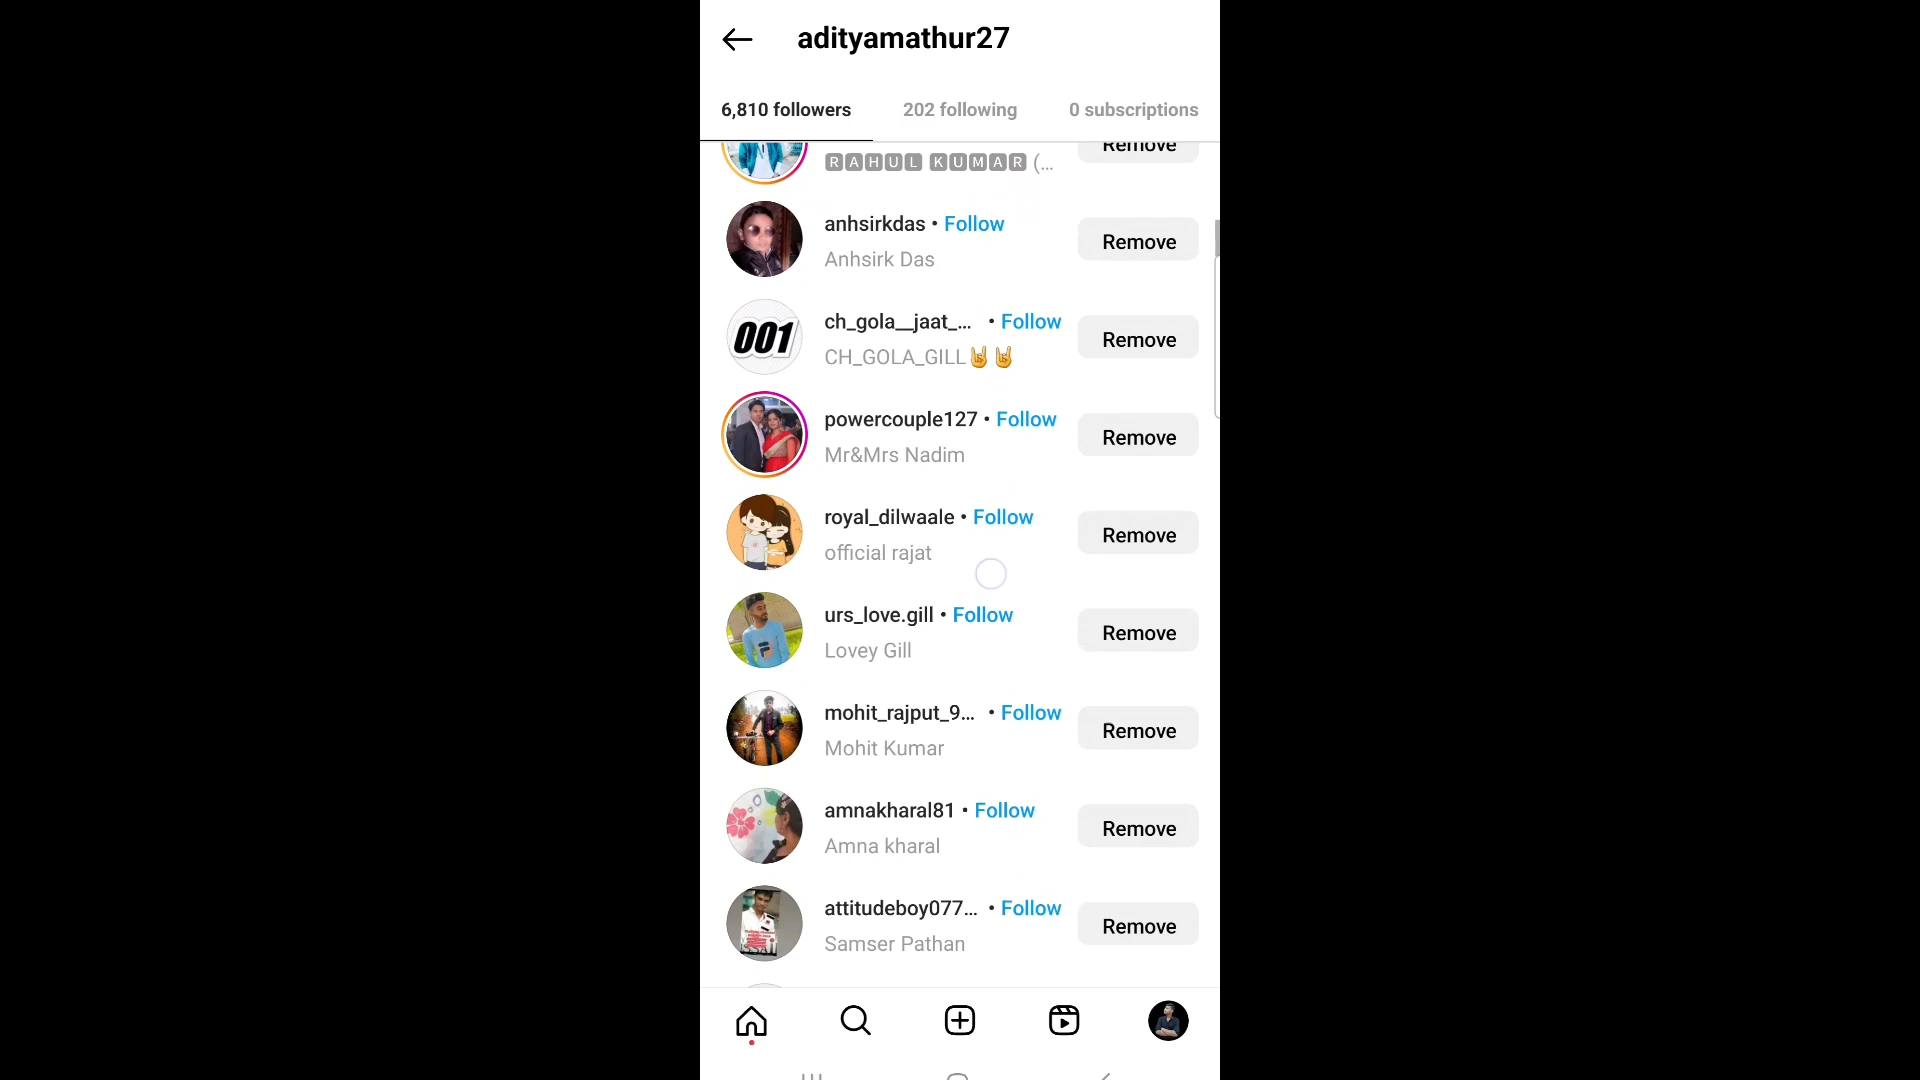 adityamathur27
6,810 followers 202 following 0 subscriptions
🆁🅰🅷🆄🅻 🅺🆄🅼🅰🆁 (... Remove
anhsirkdas • Follow
Anhsirk Das
Remove
001
ch_gola__jaat_... • Follow
CH_GOLA_GILL🤘🤘
Remove
powercouple127 • Follow
Mr&Mrs Nadim
Remove
royal_dilwaale • Follow
official rajat
Remove
urs_love.gill • Follow
Lovey Gill
Remove
mohit_rajput_9... • Follow
Mohit Kumar
Remove
amnakharal81 • Follow
Amna kharal
Remove
attitudeboy077... • Follow
Samser Pathan
Remove